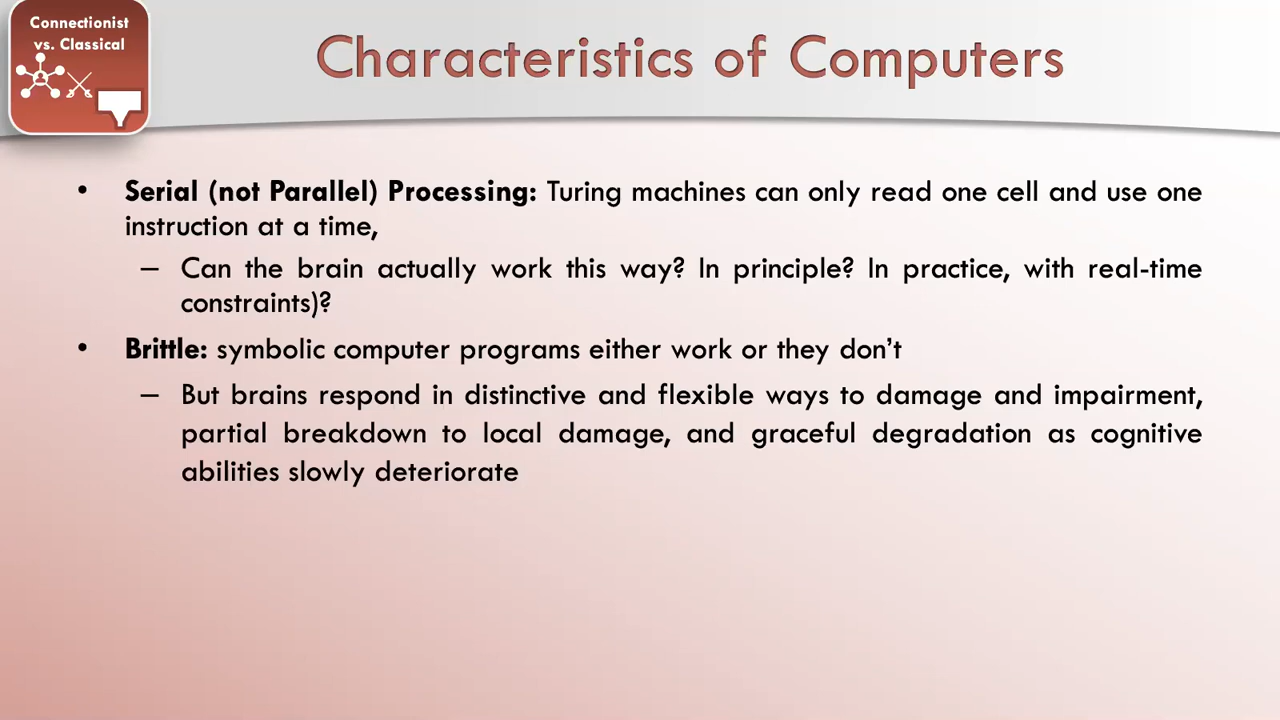 Connectionist
vs. Classical
Characteristics of Computers
• Serial (not Parallel) Processing: Turing machines can only read one cell and use one
instruction at a time,
– Can the brain actually work this way? In principle? In practice, with real-time
constraints)?
• Brittle: symbolic computer programs either work or they don’t
– But brains respond in distinctive and flexible ways to damage and impairment,
partial breakdown to local damage, and graceful degradation as cognitive
abilities slowly deteriorate